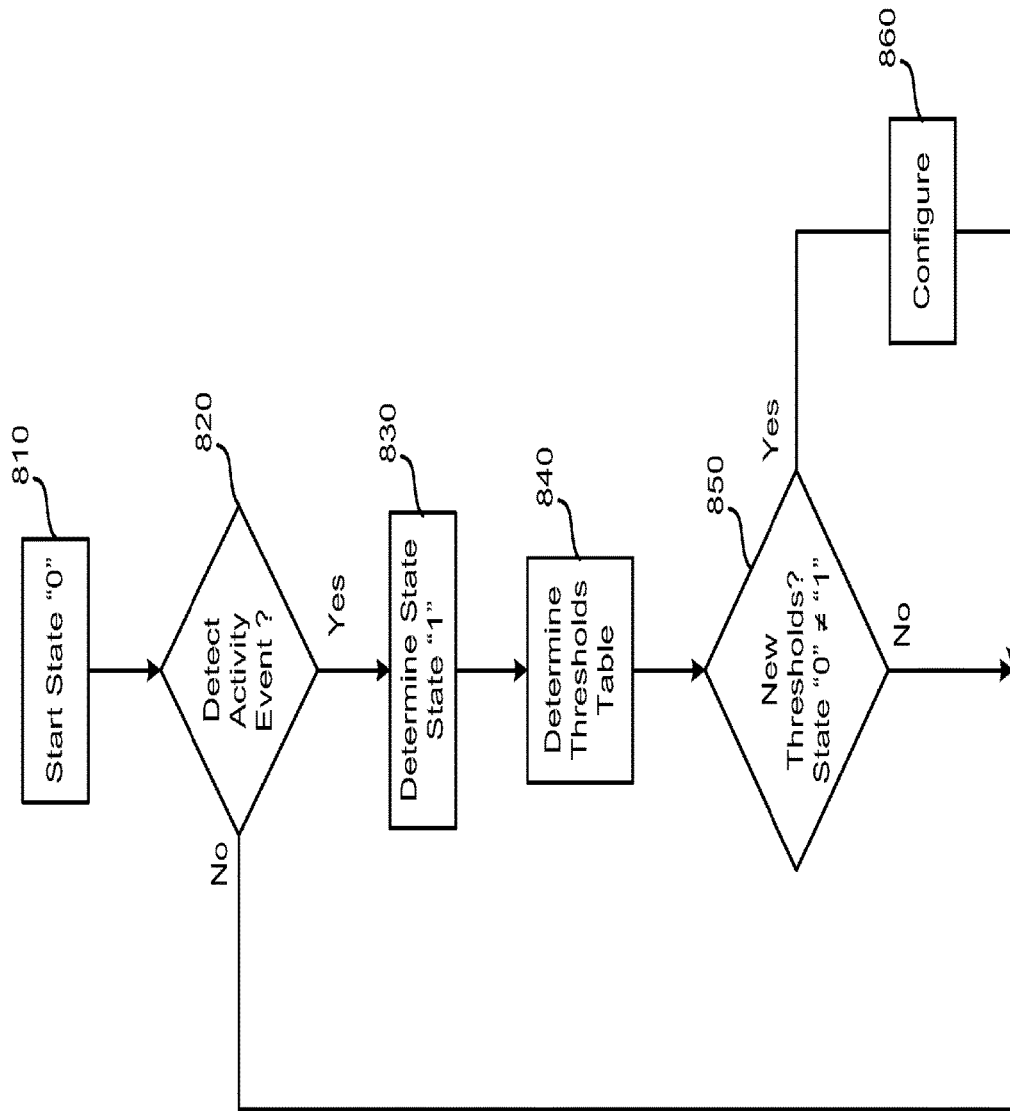 810
Start State “0”
820
Detect
Activity
Event ?
No
Yes
830
Determine State
State “1”
840
Determine
Thresholds
Table
850
New
Thresholds?
State “0” ≠ “1”
Yes
No
860
Configure